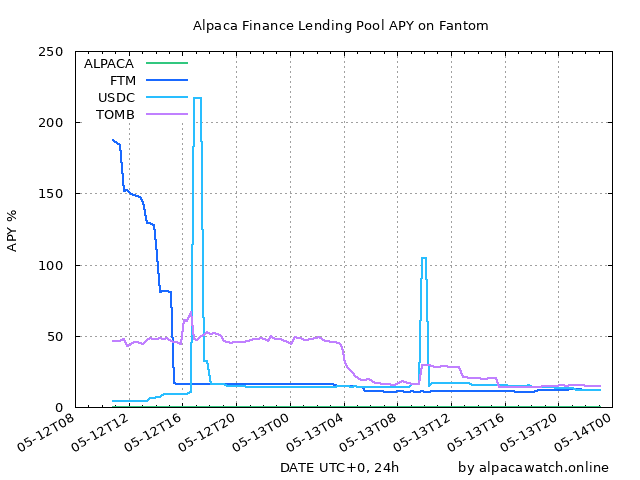 Alpaca Finance Lending Pool APY on Fantom
250
200
150
100
50
0
APY %
ALPACA
FTM
USDC
TOMB
05-12T08
05-12T12
05-12T16
05-12T20
05-13T00
05-13T04
05-13T08
05-13T12
05-13T16
05-13T20
05-14T00
DATE UTC+0, 24h
by alpacawatch.online